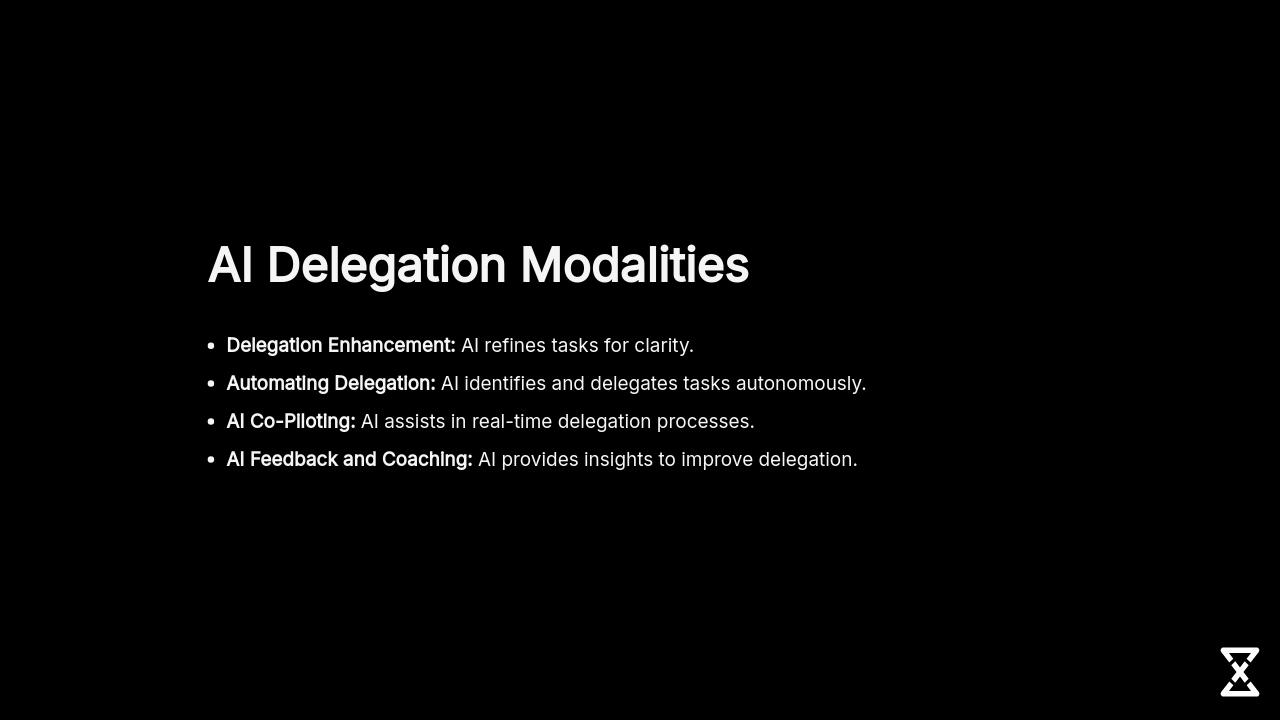 AI Delegation Modalities
• Delegation Enhancement: AI refines tasks for clarity.
• Automating Delegation: AI identifies and delegates tasks autonomously.
• AI Co-Piloting: AI assists in real-time delegation processes.
• AI Feedback and Coaching: AI provides insights to improve delegation.